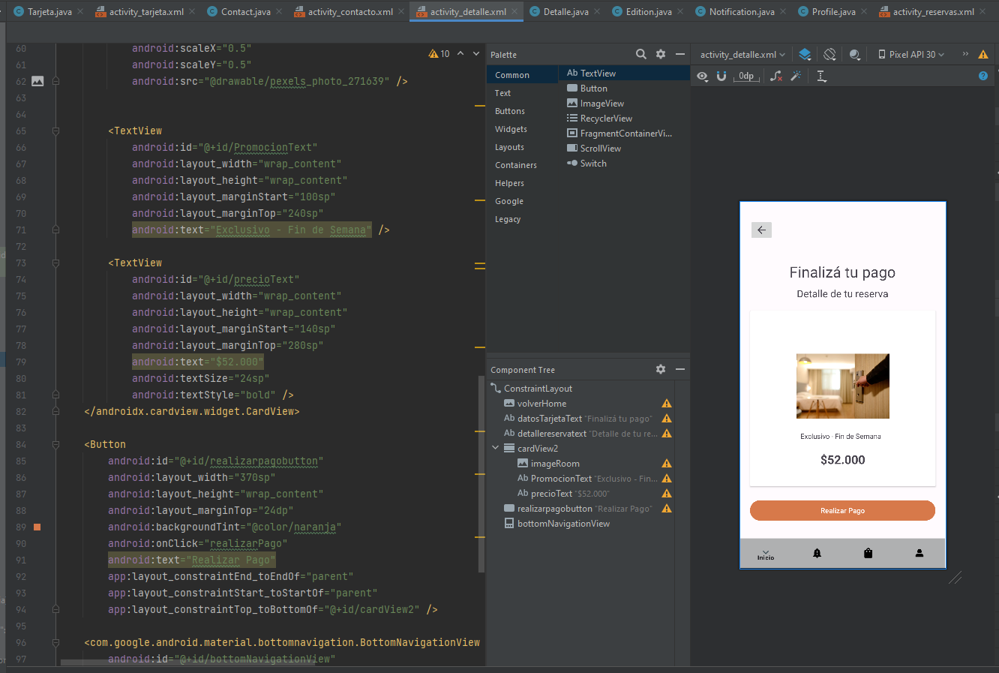 Tarjeta.java
activity_tarjeta.xml
Contact.java
activity_contacto.xml
activity_detalle.xml
Detalle.java
Edition.java
Notification.java
Profile.java
activity_reservas.xml
60 android:scaleX="0.5"
61 android:scaleY="0.5"
62 android:src="@drawable/pexels_photo_271639" />
63
64
65 <TextView
66 android:id="@+id/PromocionText"
67 android:layout_width="wrap_content"
68 android:layout_height="wrap_content"
69 android:layout_marginStart="100sp"
70 android:layout_marginTop="240sp"
71 android:text="Exclusivo - Fin de Semana" />
72
73 <TextView
74 android:id="@+id/precioText"
75 android:layout_width="wrap_content"
76 android:layout_height="wrap_content"
77 android:layout_marginStart="140sp"
78 android:layout_marginTop="280sp"
79 android:text="$52.000"
80 android:textSize="24sp"
81 android:textStyle="bold" />
82 </androidx.cardview.widget.CardView>
83
84 <Button
85 android:id="@+id/realizarpagobutton"
86 android:layout_width="370sp"
87 android:layout_height="wrap_content"
88 android:layout_marginTop="24dp"
89 android:backgroundTint="@color/naranja"
90 android:onClick="realizarPago"
91 android:text="Realizar Pago"
92 app:layout_constraintEnd_toEndOf="parent"
93 app:layout_constraintStart_toStartOf="parent"
94 app:layout_constraintTop_toBottomOf="@+id/cardView2" />
95
96 <com.google.android.material.bottomnavigation.BottomNavigationView
97 android:id="@+id/bottomNavigationView"
10
Palette
Common
Text
Buttons
Widgets
Layouts
Containers
Helpers
Google
Legacy
Ab TextView
Button
ImageView
RecyclerView
FragmentContainerVi...
ScrollView
Switch
Component Tree
ConstraintLayout
volverHome
Ab datosTarjetaText "Finalizá tu pago"
Ab detallereservatext "Detalle de tu re...
cardView2
imageRoom
Ab PromocionText "Exclusivo - Fin...
Ab precioText "$52.000"
realizarpagobutton "Realizar Pago"
bottomNavigationView
activity_detalle.xml
Pixel API 30
»
0dp
?
Finalizá tu pago
Detalle de tu reserva
Exclusivo - Fin de Semana
$52.000
Realizar Pago
Inicio